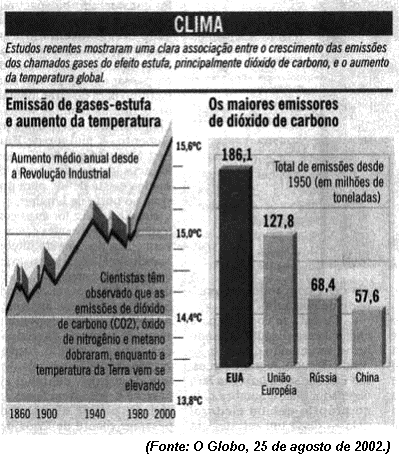 CLIMA
Estudos recentes mostraram uma clara associação entre o crescimento das emissões
dos chamados gases do efeito estufa, principalmente dióxido de carbono, e o aumento
da temperatura global.
Emissão de gases-estufa
e aumento da temperatura
Aumento médio anual desde
a Revolução Industrial
15,6ºC
15,0ºC
14,4ºC
13,8ºC
Cientistas têm
observado que as
emissões de dióxido
de carbono (CO2), óxido
de nitrogênio e metano
dobraram, enquanto a
temperatura da Terra vem se
elevando
1860 1900 1940 1980 2000
Os maiores emissores
de dióxido de carbono
Total de emissões desde
1950 (em milhões de
toneladas)
186,1
127,8
68,4
57,6
EUA União Rússia China
Européia
(Fonte: O Globo, 25 de agosto de 2002.)